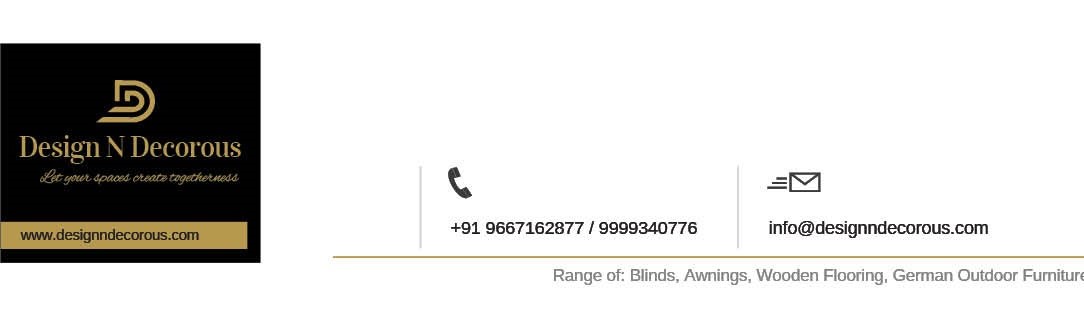 Design N Decorous
Let your spaces create togetherness
www.designndecorous.com
+91 9667162877 / 9999340776
info@designndecorous.com
Range of: Blinds, Awnings, Wooden Flooring, German Outdoor Furniture